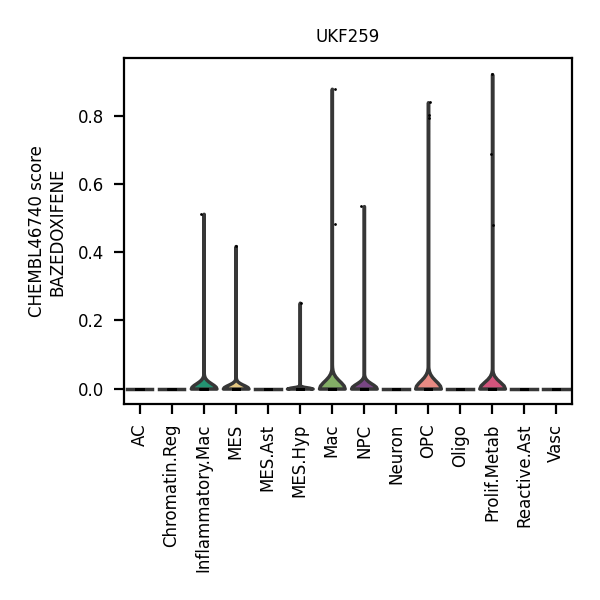 UKF259
CHEMBL46740 score
BAZEDOXIFENE
0.8
0.6
0.4
0.2
0.0
AC
Chromatin.Reg
Inflammatory.Mac
MES
MES.Ast
MES.Hyp
Mac
NPC
Neuron
OPC
Oligo
Prolif.Metab
Reactive.Ast
Vasc